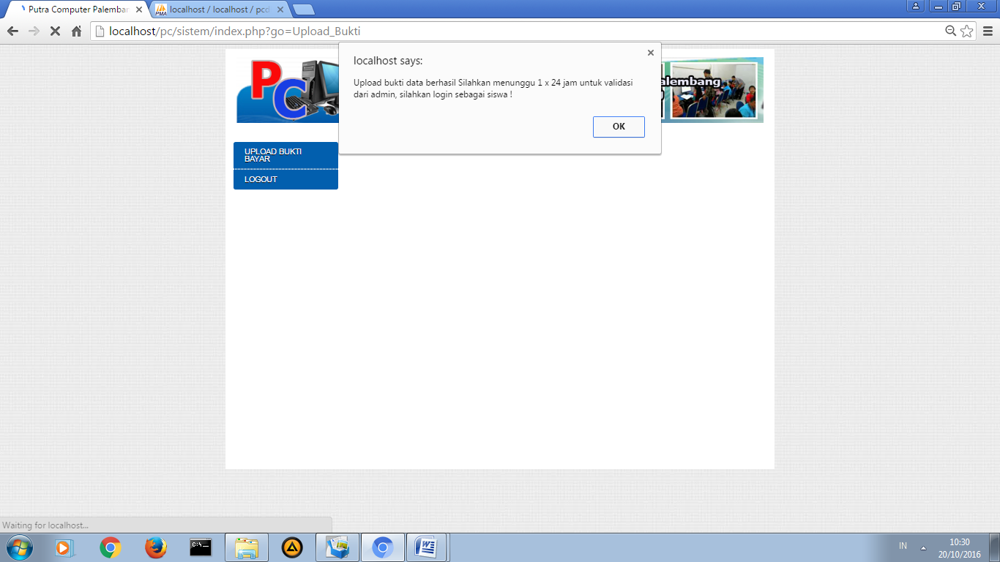 Putra Computer Palemban
localhost / localhost / pcd
localhost/pc/sistem/index.php?go=Upload_Bukti
localhost says:
Upload bukti data berhasil Silahkan menunggu 1 x 24 jam untuk validasi
dari admin, silahkan login sebagai siswa !
OK
PC
alembang
UPLOAD BUKTI
BAYAR
LOGOUT
Waiting for localhost...
IN
10:30
20/10/2016